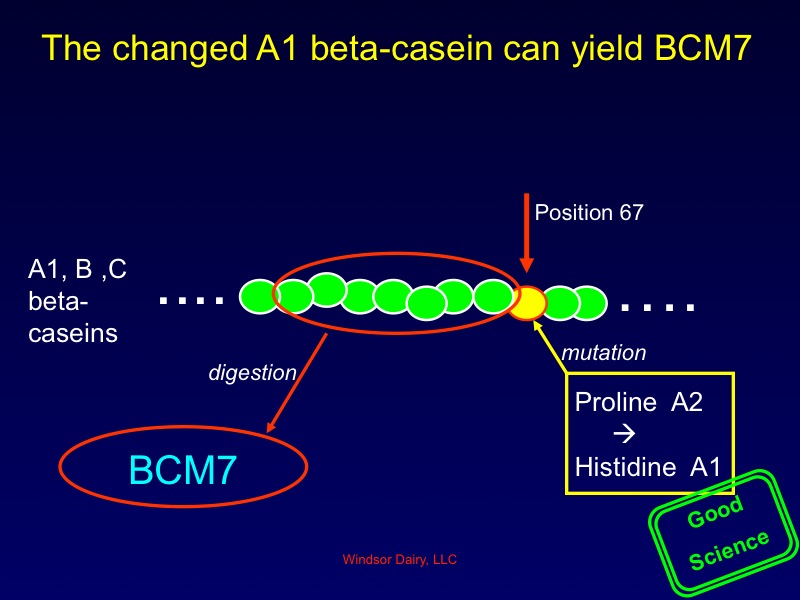 The changed A1 beta-casein can yield BCM7
Position 67
A1, B ,C
beta-
caseins
. . . .
. . . .
mutation
digestion
Proline A2
→
Histidine A1
BCM7
Good
Science
Windsor Dairy, LLC